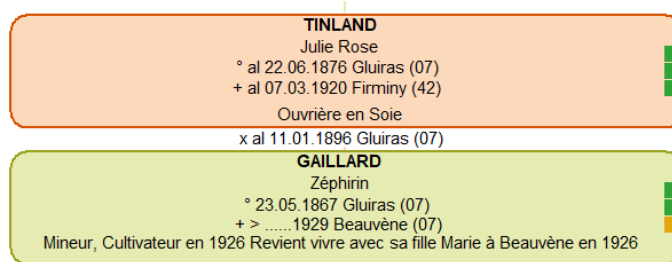 TINLAND
Julie Rose
° al 22.06.1876 Gluiras (07)
+ al 07.03.1920 Firminy (42)
Ouvrière en Soie
x al 11.01.1896 Gluiras (07)
GAILLARD
Zéphirin
° 23.05.1867 Gluiras (07)
+ > ......1929 Beauvène (07)
Mineur, Cultivateur en 1926 Revient vivre avec sa fille Marie à Beauvène en 1926